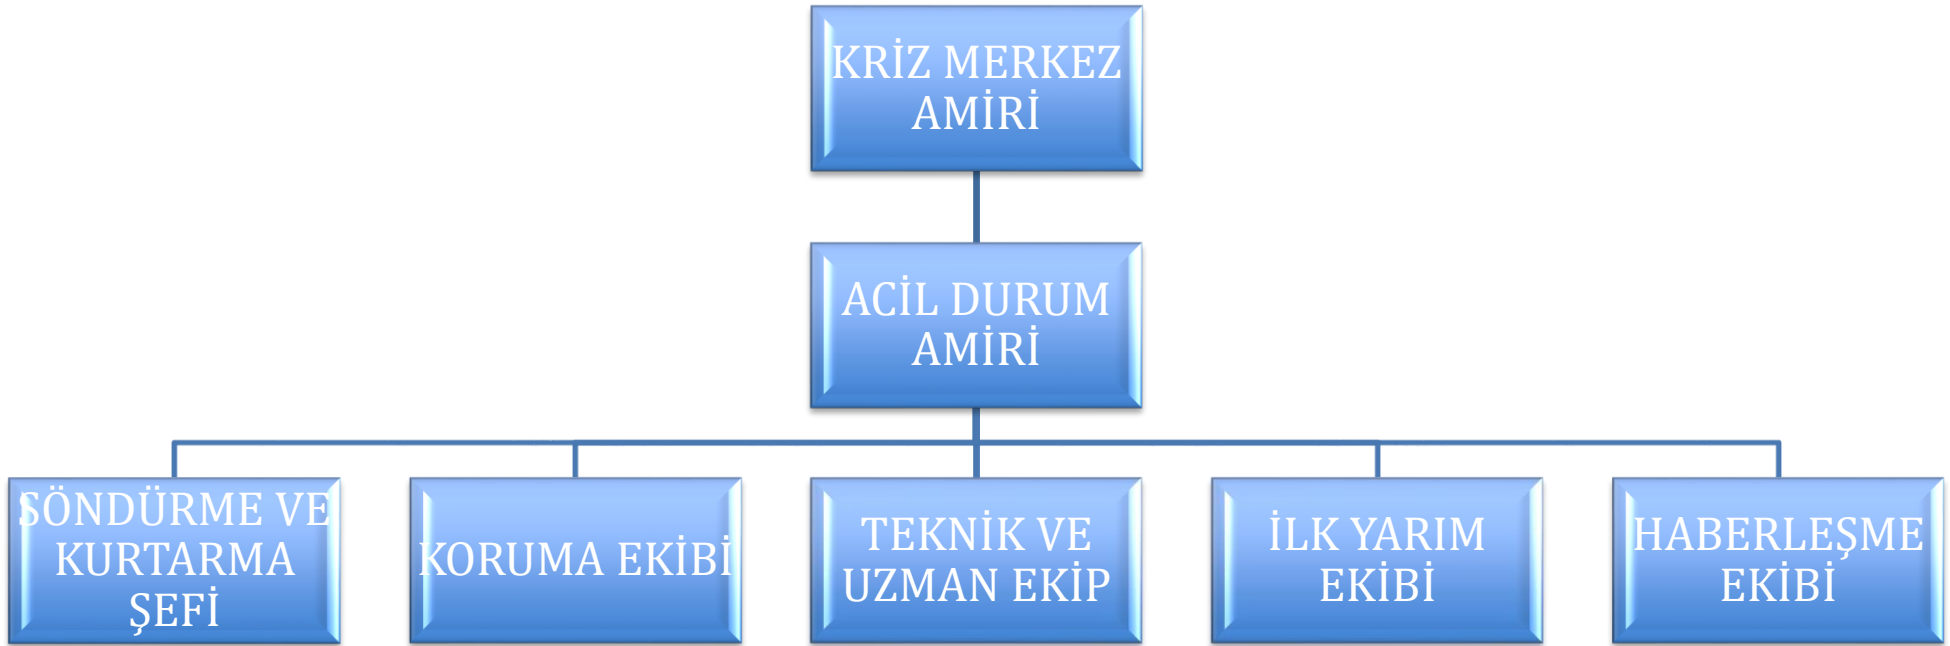 KRİZ MERKEZ
AMİRİ
ACİL DURUM
AMİRİ
SÖNDÜRME VE
KURTARMA
ŞEFİ
KORUMA EKİBİ
TEKNİK VE
UZMAN EKİP
İLK YARIM
EKİBİ
HABERLEŞME
EKİBİ